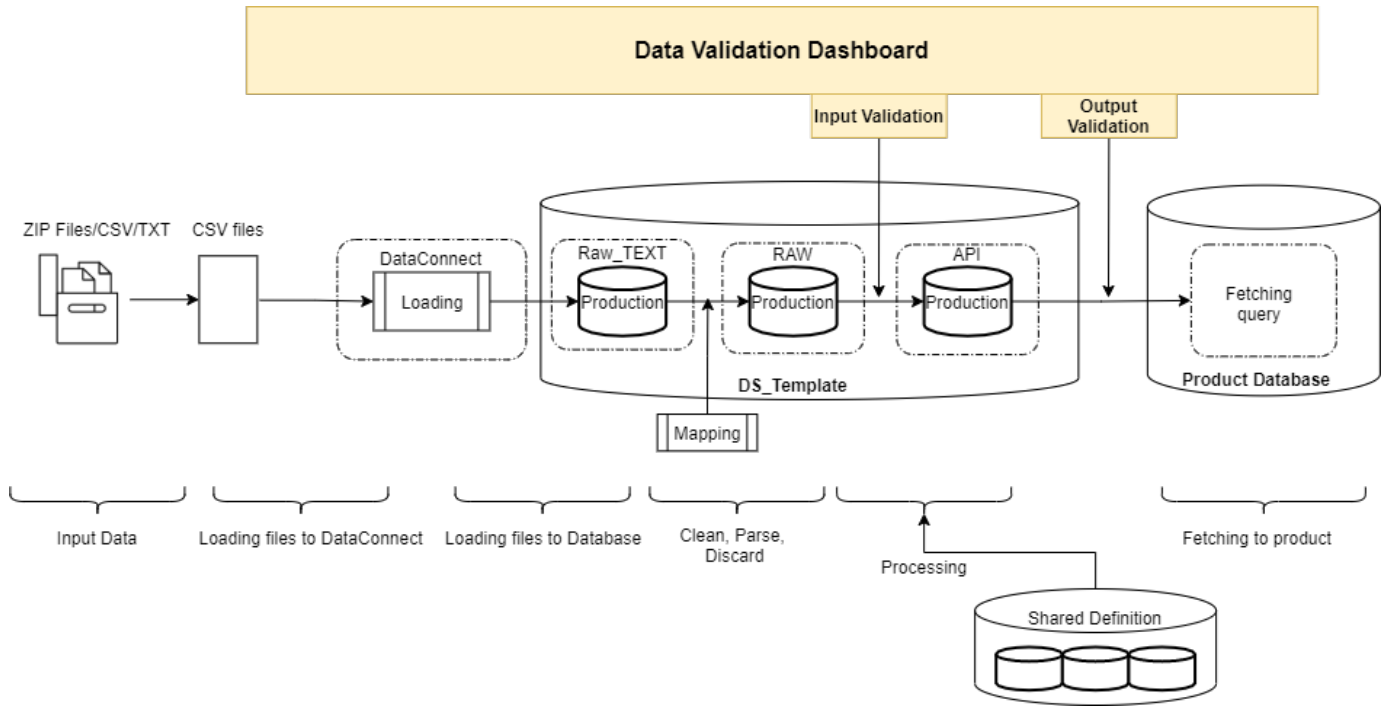 Data Validation Dashboard
Input Validation
Output
Validation
ZIP Files/CSV/TXT
CSV files
DataConnect
Loading
Raw_TEXT
Production
RAW
Production
API
Production
Fetching
query
DS_Template
Product Database
Mapping
Input Data
Loading files to DataConnect
Loading files to Database
Clean, Parse,
Discard
Processing
Fetching to product
Shared Definition